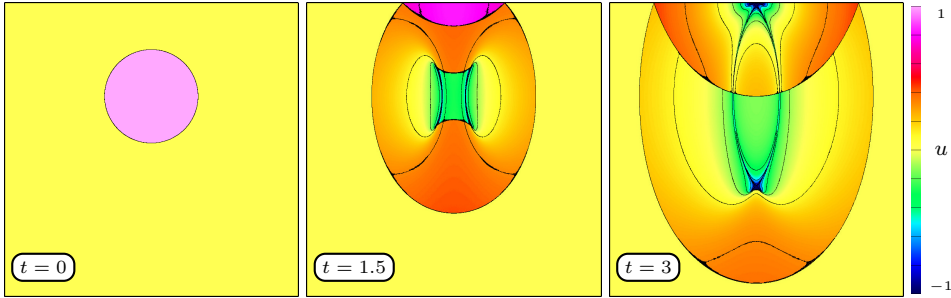 t = 0
t = 1.5
t = 3
1
u
−1